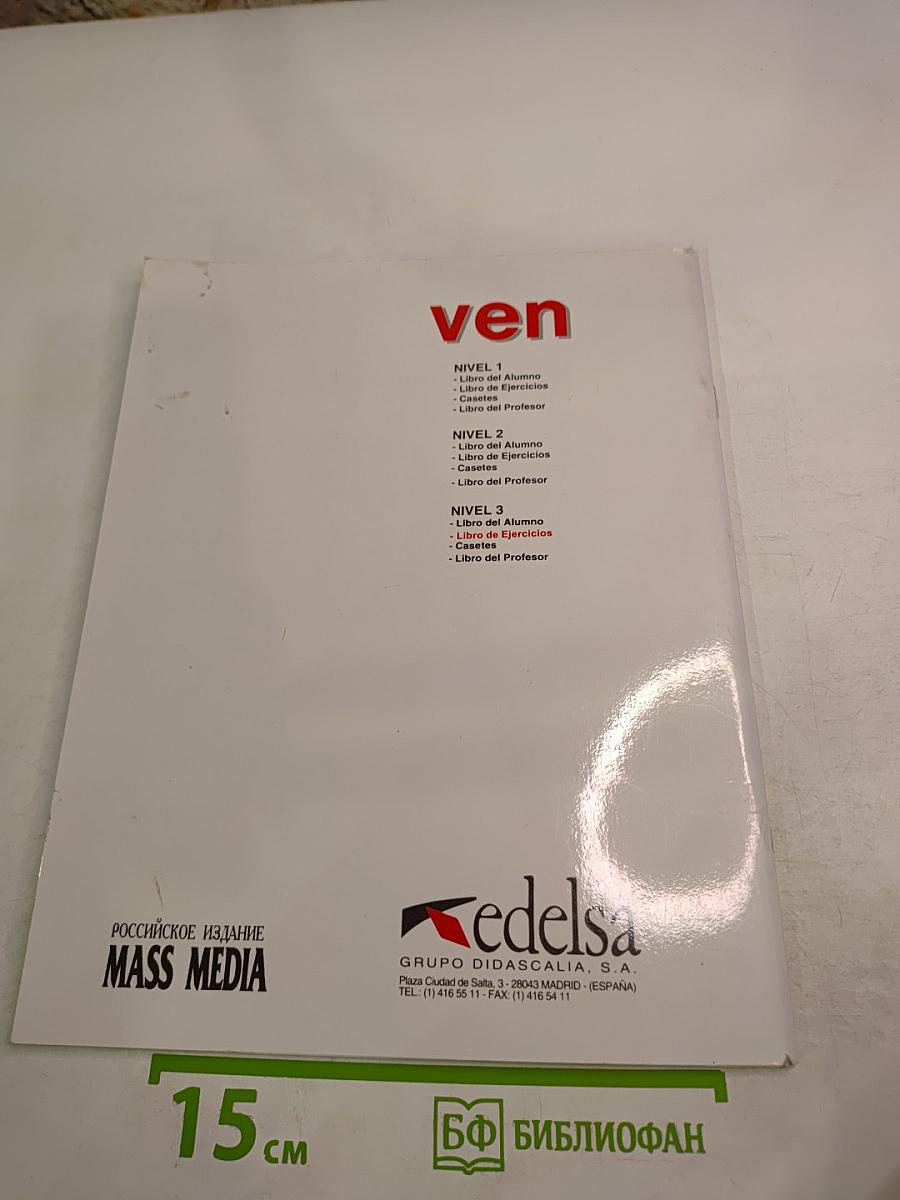 ven
NIVEL 1
- Libro del Alumno
- Libro de Ejercicios
- Casetes
- Libro del Profesor
NIVEL 2
- Libro del Alumno
- Libro de Ejercicios
- Casetes
- Libro del Profesor
NIVEL 3
- Libro del Alumno
- Libro de Ejercicios
- Casetes
- Libro del Profesor
РОССИЙСКОЕ ИЗДАНИЕ
MASS MEDIA
edelsa
GRUPO DIDASCALIA, S.A.
Plaza Ciudad de Salta, 3 - 28043 MADRID - (ESPAÑA)
TEL.: (1) 416 55 11 - FAX: (1) 416 54 11
15 см
БФ БИБЛИОФАН